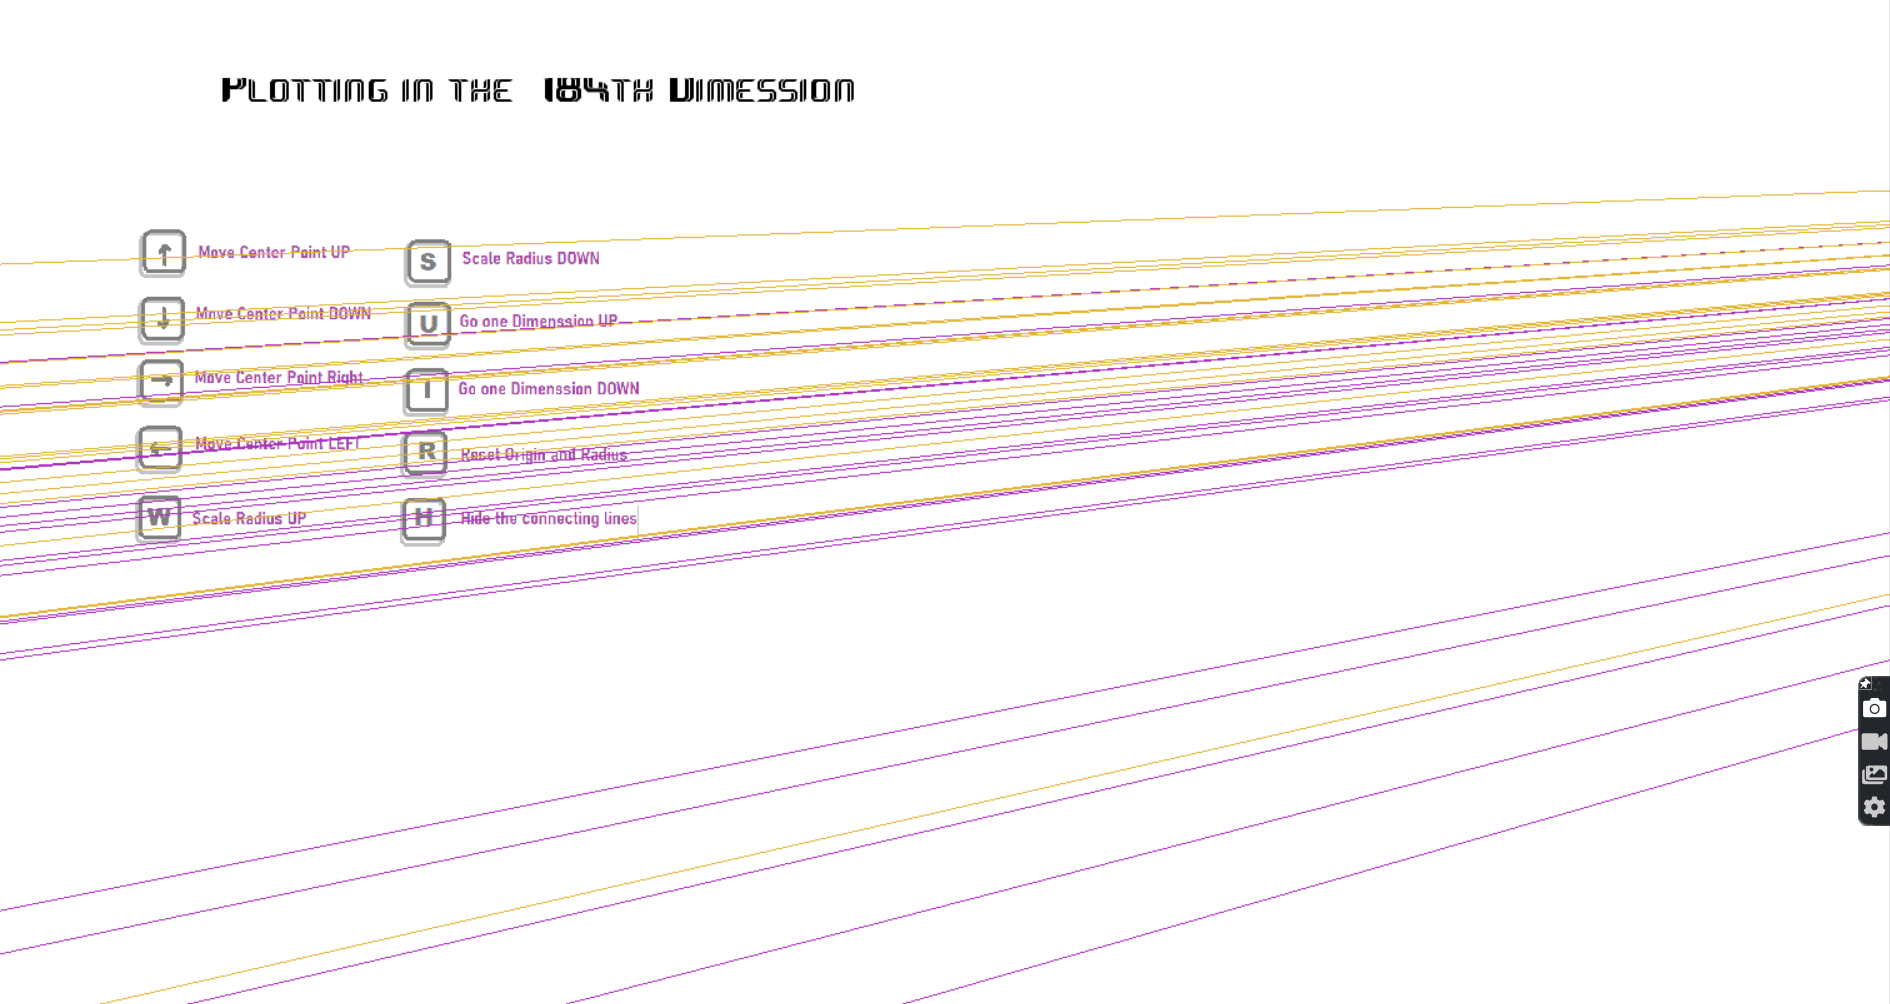 Plotting in the 184th Dimession
↑ Move Center Point UP
↓ Move Center Point DOWN
→ Move Center Point Right
← Move Center Point LEFT
W Scale Radius UP
S Scale Radius DOWN
U Go one Dimenssion UP
I Go one Dimenssion DOWN
R Reset Origin and Radius
H Hide the connecting lines